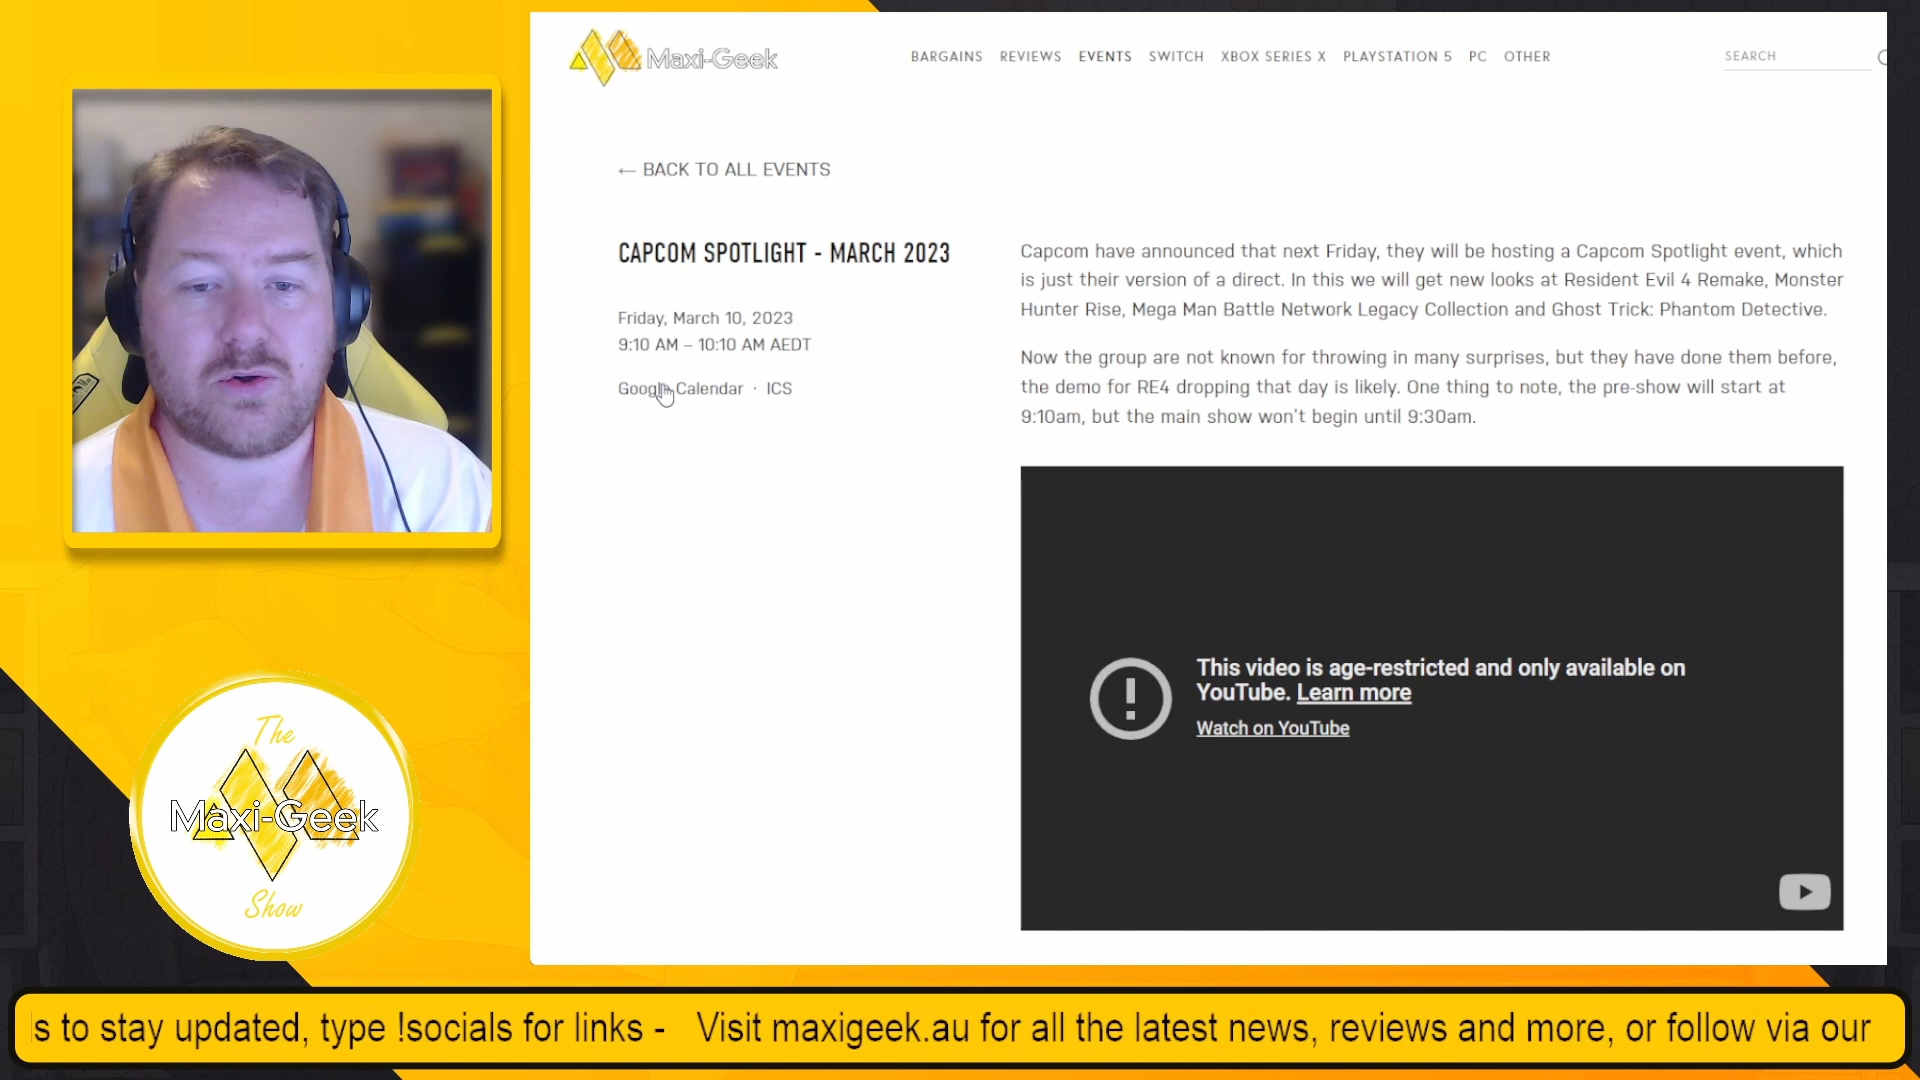 Maxi-Geek
BARGAINS REVIEWS EVENTS SWITCH XBOX SERIES X PLAYSTATION 5 PC OTHER
SEARCH
← BACK TO ALL EVENTS
CAPCOM SPOTLIGHT - MARCH 2023
Friday, March 10, 2023
9:10 AM – 10:10 AM AEDT
Google Calendar · ICS
Capcom have announced that next Friday, they will be hosting a Capcom Spotlight event, which
is just their version of a direct. In this we will get new looks at Resident Evil 4 Remake, Monster
Hunter Rise, Mega Man Battle Network Legacy Collection and Ghost Trick: Phantom Detective.
Now the group are not known for throwing in many surprises, but they have done them before,
the demo for RE4 dropping that day is likely. One thing to note, the pre-show will start at
9:10am, but the main show won't begin until 9:30am.
This video is age-restricted and only available on
YouTube. Learn more
Watch on YouTube
The
Maxi-Geek
Show
s to stay updated, type !socials for links - Visit maxigeek.au for all the latest news, reviews and more, or follow via our